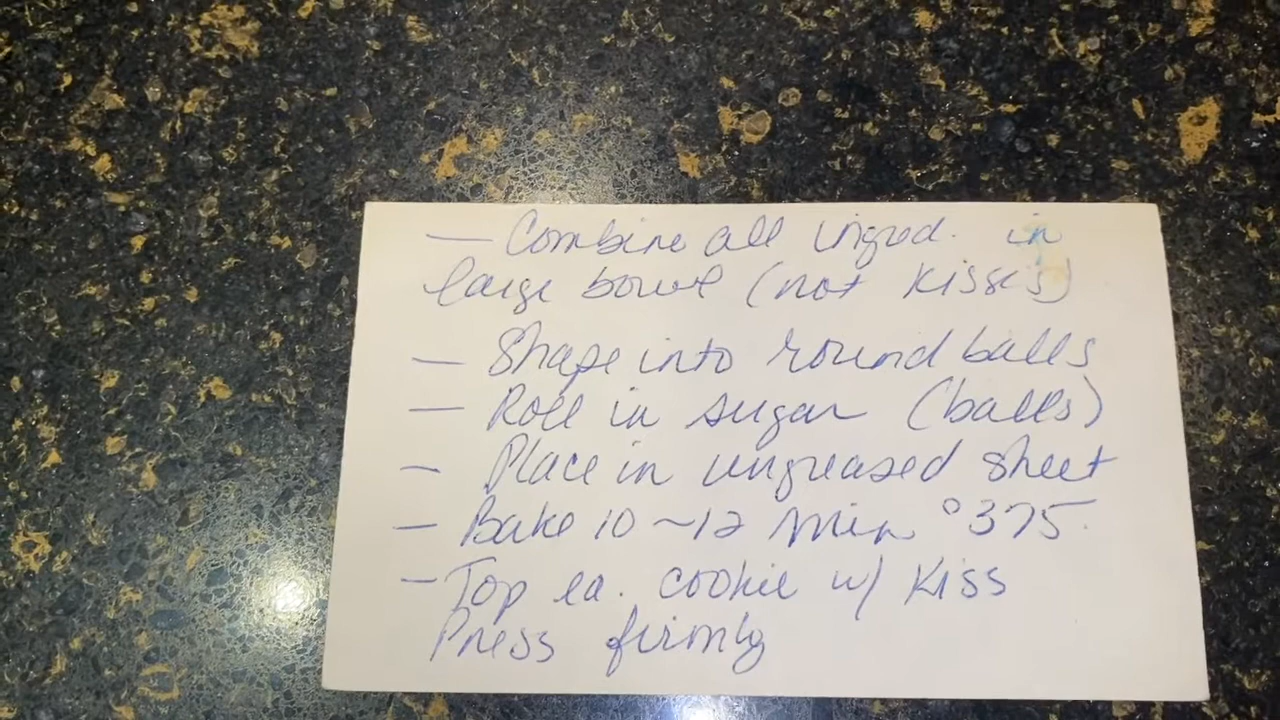 — Combine all ingred. in
large bowl (not kisses)
— Shape into round balls
— Roll in sugar (balls)
— Place in ungreased sheet
— Bake 10~12 min °375.
— Top ea. cookie w/ Kiss
Press firmly